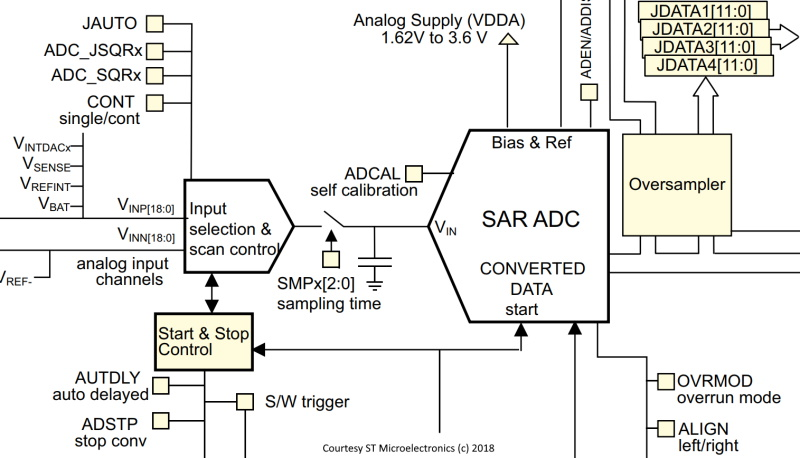 JAUTO
ADC_JSQRx
ADC_SQRx
CONT
single/cont
Analog Supply (VDDA)
1.62V to 3.6 V
ADEN/ADDIS
JDATA1[11:0]
JDATA2[11:0]
JDATA3[11:0]
JDATA4[11:0]
VINTDACx
VSENSE
VREFINT
VBAT
VINP[18:0]
VINN[18:0]
VREF-
analog input
channels
Input
selection &
scan control
ADCAL
self calibration
SMPx[2:0]
sampling time
Bias & Ref
SAR ADC
VIN
CONVERTED
DATA
start
Oversampler
Start & Stop
Control
AUTDLY
auto delayed
ADSTP
stop conv
S/W trigger
OVRMOD
overrun mode
ALIGN
left/right
Courtesy ST Microelectronics (c) 2018